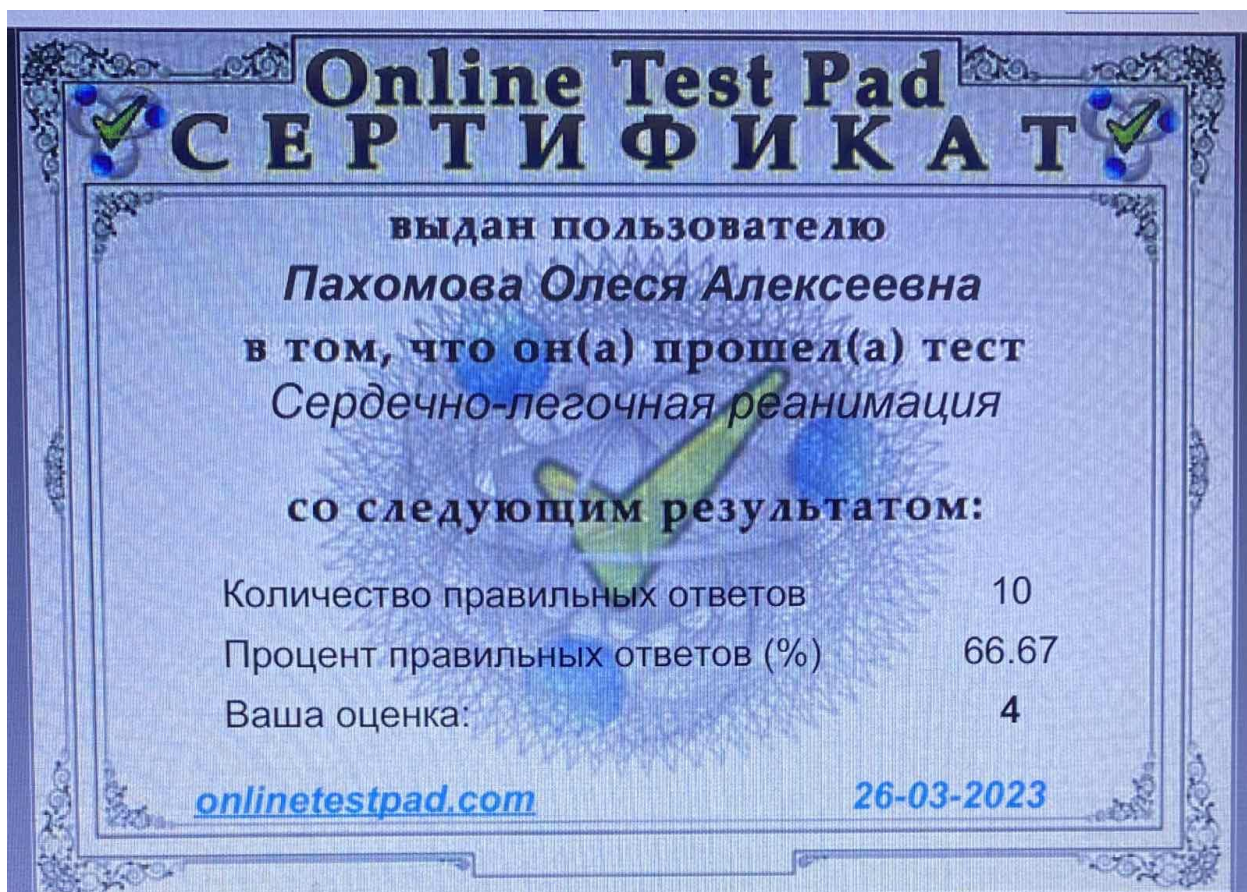 Online Test Pad
СЕРТИФИКАТ
выдан пользователю
Пахомова Олеся Алексеевна
в том, что он(а) прошел(а) тест
Сердечно-легочная реанимация
со следующим результатом:
Количество правильных ответов 10
Процент правильных ответов (%) 66.67
Ваша оценка: 4
onlinetestpad.com 26-03-2023